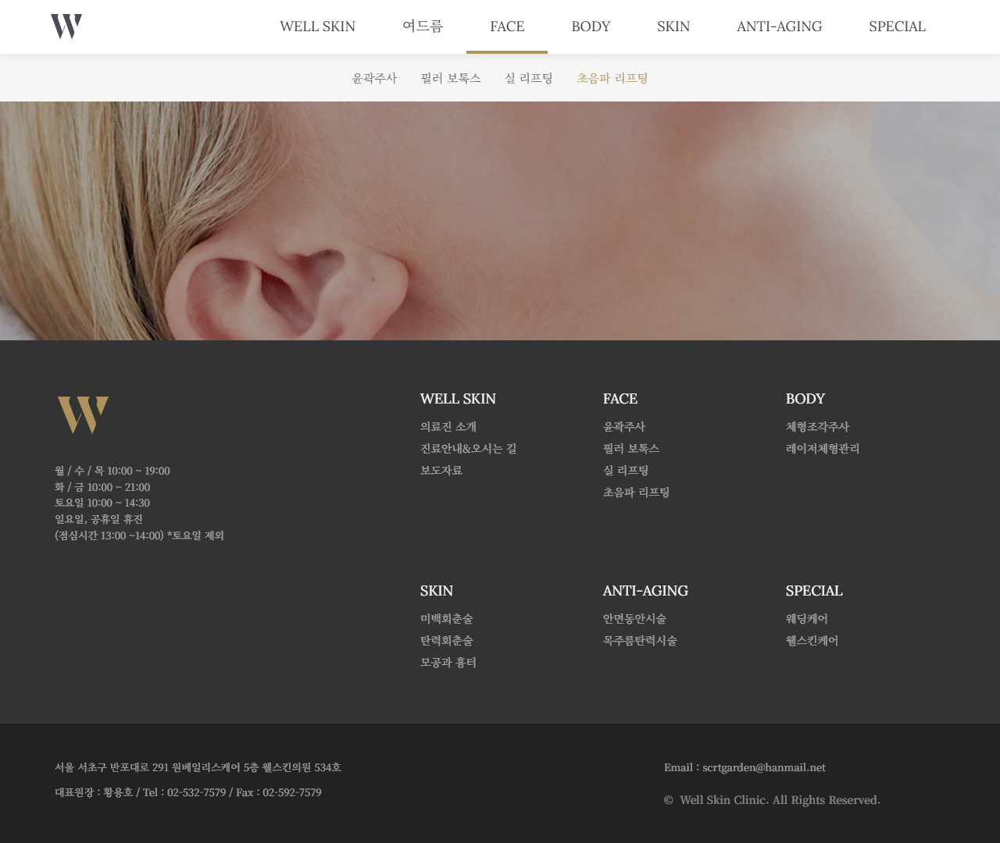 W
WELL SKIN 여드름 FACE BODY SKIN ANTI-AGING SPECIAL
윤곽주사 필러 보톡스 실 리프팅 초음파 리프팅
W
월 / 수 / 목 10:00 ~ 19:00
화 / 금 10:00 ~ 21:00
토요일 10:00 ~ 14:30
일요일, 공휴일 휴진
(점심시간 13:00 ~14:00) *토요일 제외
WELL SKIN
의료진 소개
진료안내&오시는 길
보도자료
FACE
윤곽주사
필러 보톡스
실 리프팅
초음파 리프팅
BODY
체형조각주사
레이저체형관리
SKIN
미백회춘술
탄력회춘술
모공과 흉터
ANTI-AGING
안면동안시술
목주름탄력시술
SPECIAL
웨딩케어
웰스킨케어
서울 서초구 반포대로 291 원베일리스케어 5층 웰스킨의원 534호
대표원장 : 황용호 / Tel : 02-532-7579 / Fax : 02-592-7579
Email : scrtgarden@hanmail.net
© Well Skin Clinic. All Rights Reserved.